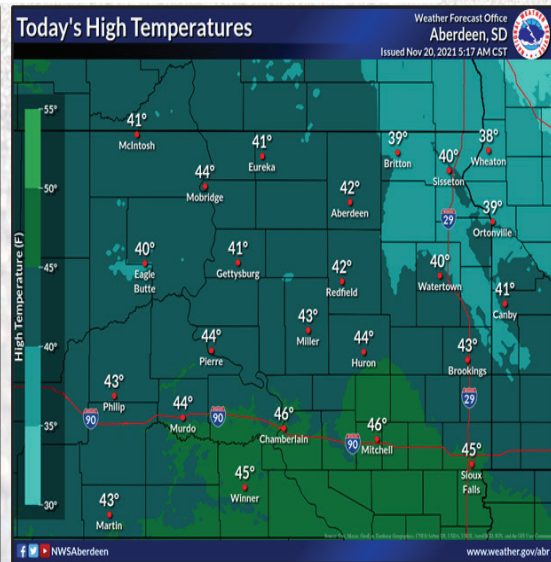 Today's High Temperatures
Weather Forecast Office
Aberdeen, SD
Issued Nov 20, 2021 5:17 AM CST
55°
50°
45°
40°
35°
30°
High Temperature (F)
41°
McIntosh
41°
Eureka
39°
Britton
38°
Wheaton
40°
Sisseton
44°
Mobridge
42°
Aberdeen
39°
Ortonville
29
40°
Eagle
Butte
41°
Gettysburg
42°
Redfield
40°
Watertown
41°
Canby
43°
Miller
44°
Pierre
44°
Huron
43°
Brookings
43°
Philip
90
44°
Murdo
90
46°
Chamberlain
90
46°
Mitchell
29
45°
Sioux
Falls
45°
Winner
43°
Martin
NWSAberdeen
www.weather.gov/abr